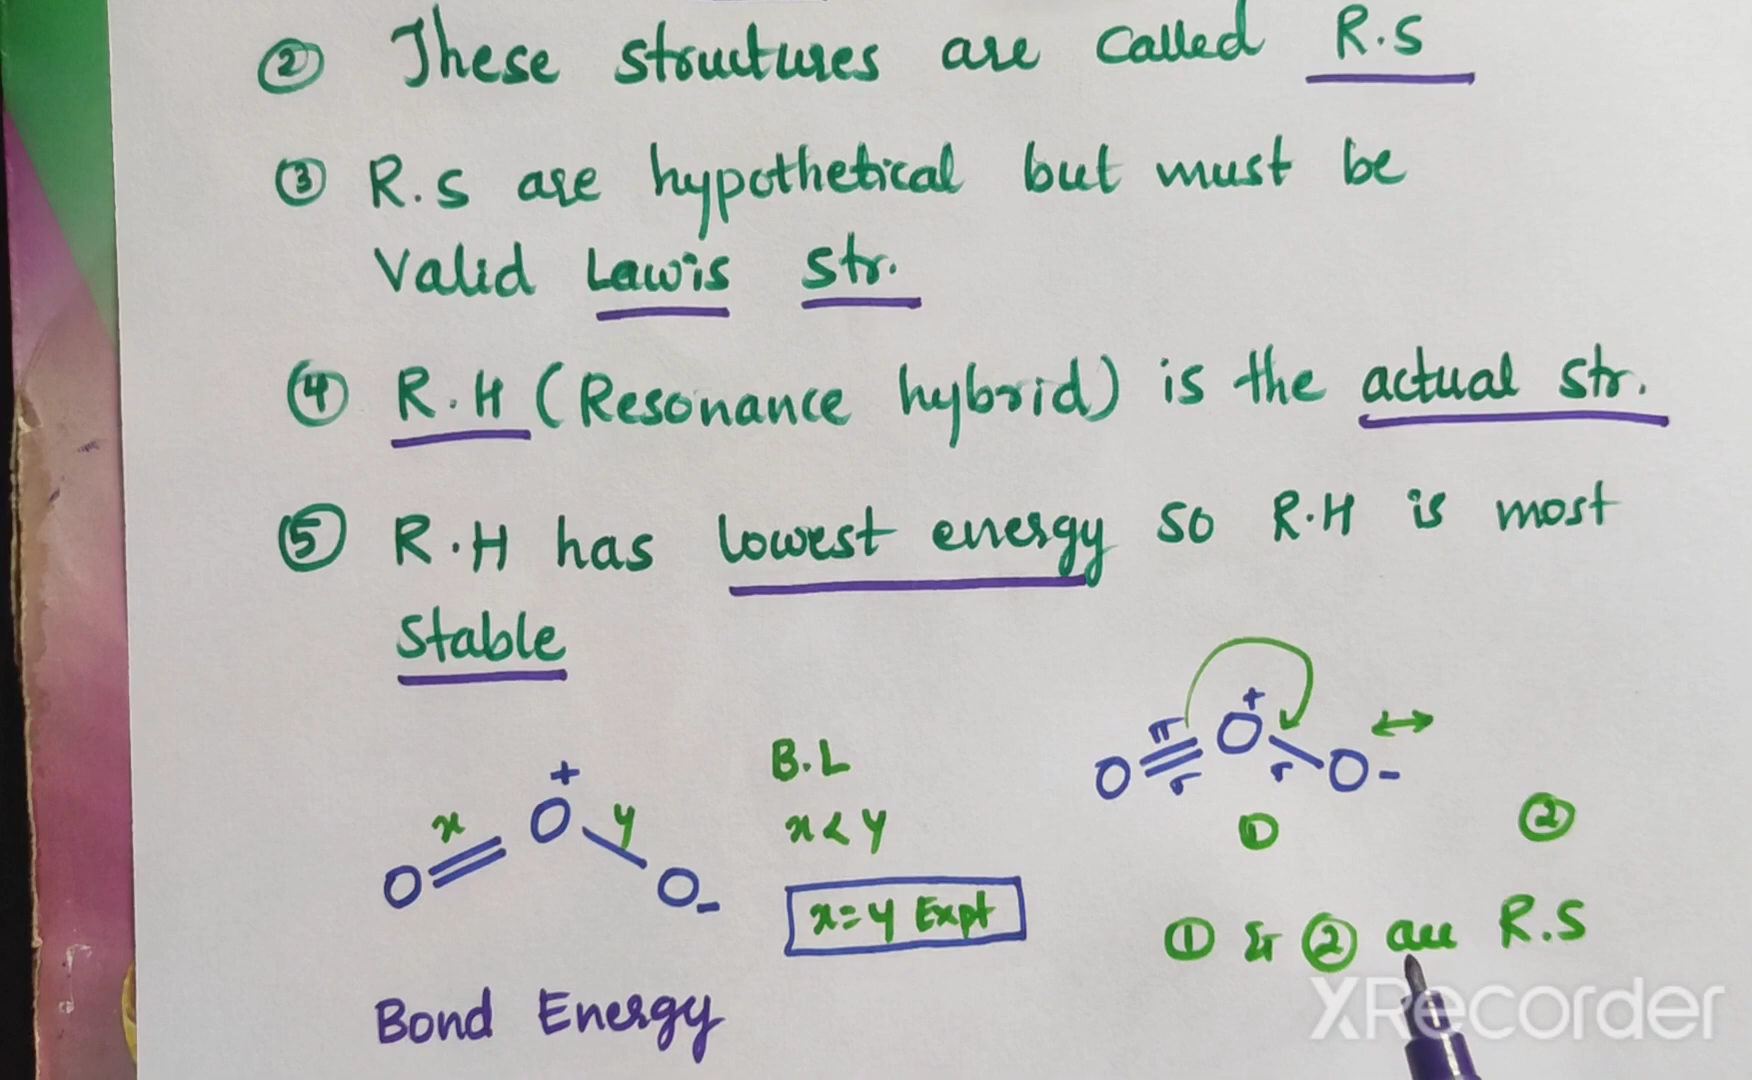 ② These structures are called R.S
③ R.S are hypothetical but must be
Valid Lawis str.
④ R.H (Resonance hybrid) is the actual str.
⑤ R.H has lowest energy so R.H is most
stable
O π σ O + σ O - ↔
① ②
x O + y O O -
B.L
x < y
x = y Expt
① & ② are R.S
Bond Energy
XRecorder